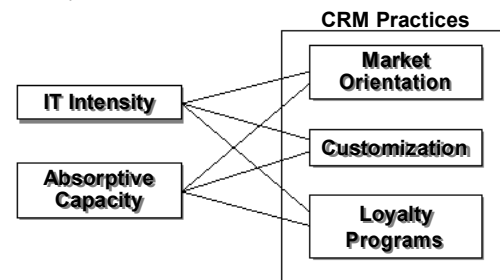 CRM Practices
Market
Orientation
IT Intensity
Customization
Absorptive
Capacity
Loyalty
Programs